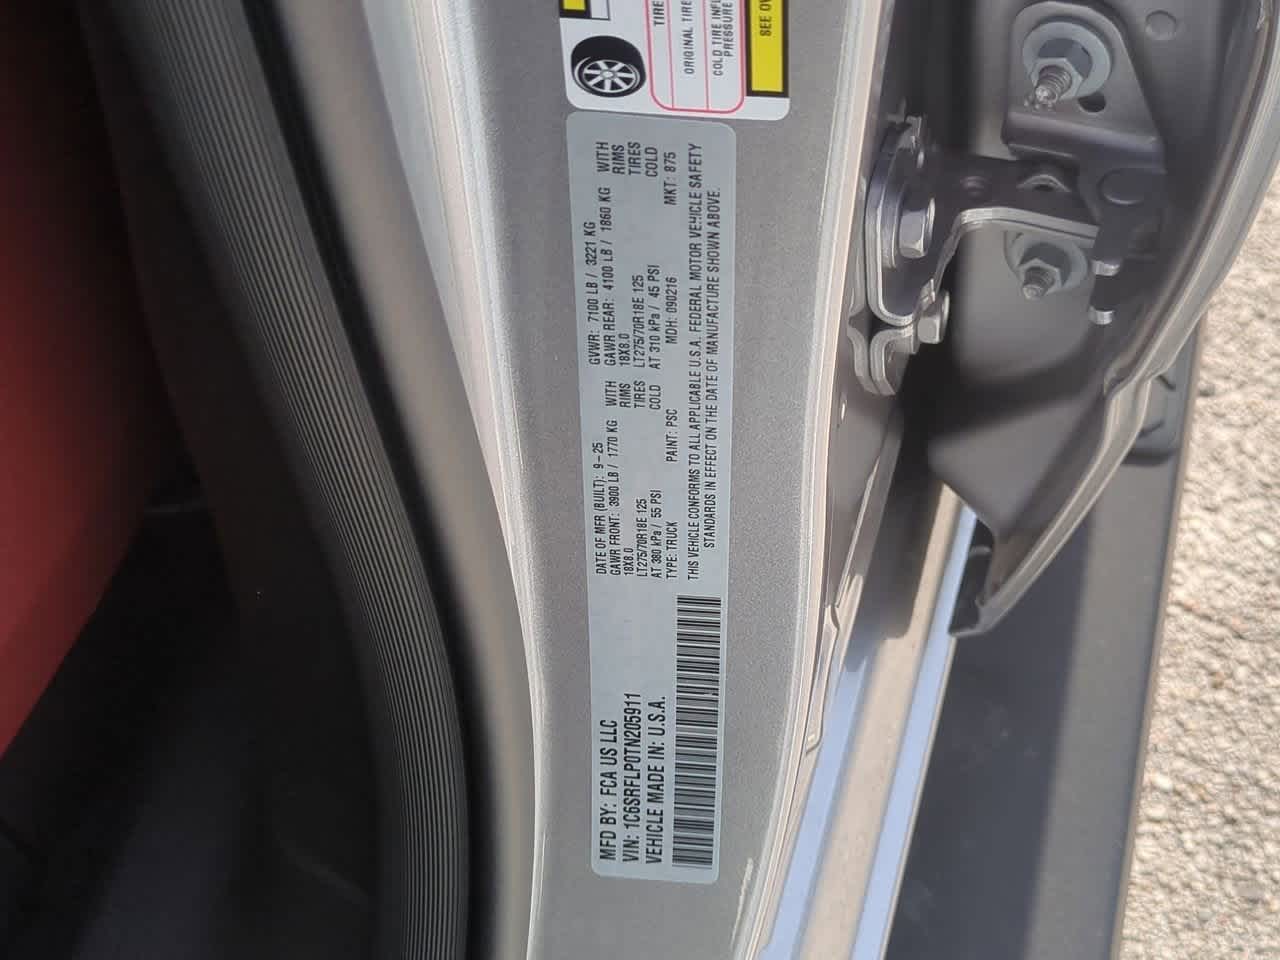 TIRE
ORIGINAL TIRE
COLD TIRE INFL
PRESSURE
SEE OW
MFD BY: FCA US LLC
VIN: 1C6SRFLP0TN205911
VEHICLE MADE IN: U.S.A.
DATE OF MFR (BUILT): 9-25 GVWR: 7100 LB / 3221 KG
GAWR FRONT: 3900 LB / 1770 KG WITH GAWR REAR: 4100 LB / 1860 KG WITH
18X8.0 RIMS 18X8.0 RIMS
LT275/70R18E 125 TIRES LT275/70R18E 125 TIRES
AT 380 kPa / 55 PSI COLD AT 310 kPa / 45 PSI COLD
TYPE: TRUCK PAINT: PSC MDH: 090216 MKT: 875
THIS VEHICLE CONFORMS TO ALL APPLICABLE U.S.A. FEDERAL MOTOR VEHICLE SAFETY
STANDARDS IN EFFECT ON THE DATE OF MANUFACTURE SHOWN ABOVE.